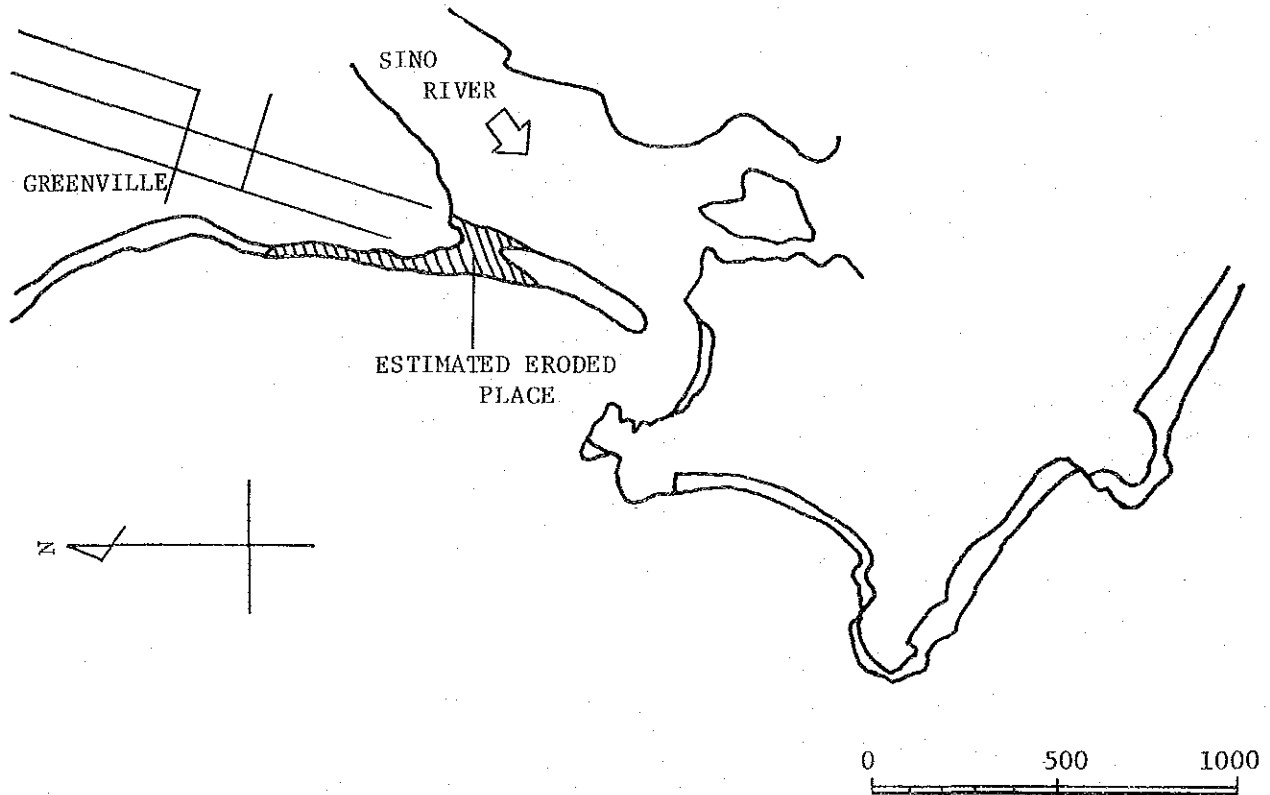 SINO
RIVER
GREENVILLE
ESTIMATED ERODED
PLACE
N
0 500 1000